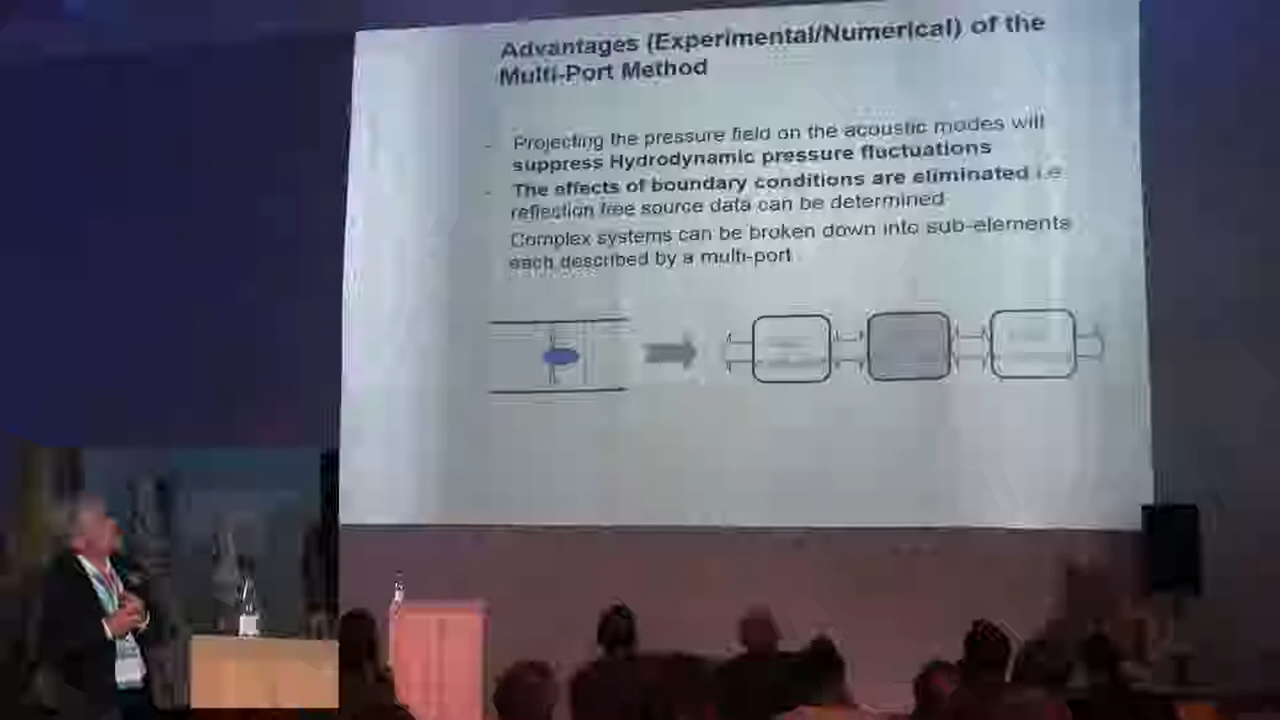 Advantages (Experimental/Numerical) of the
Multi-Port Method
- Projecting the pressure field on the acoustic modes will
suppress Hydrodynamic pressure fluctuations
- The effects of boundary conditions are eliminated i.e
reflection free source data can be determined
Complex systems can be broken down into sub-elements
each described by a multi-port